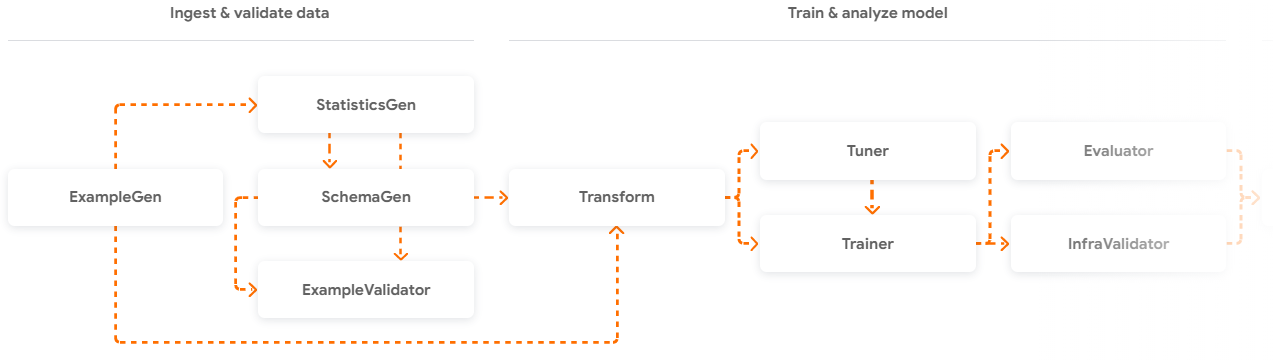 Ingest & validate data
Train & analyze model
StatisticsGen
ExampleGen
SchemaGen
ExampleValidator
Transform
Tuner
Trainer
Evaluator
InfraValidator